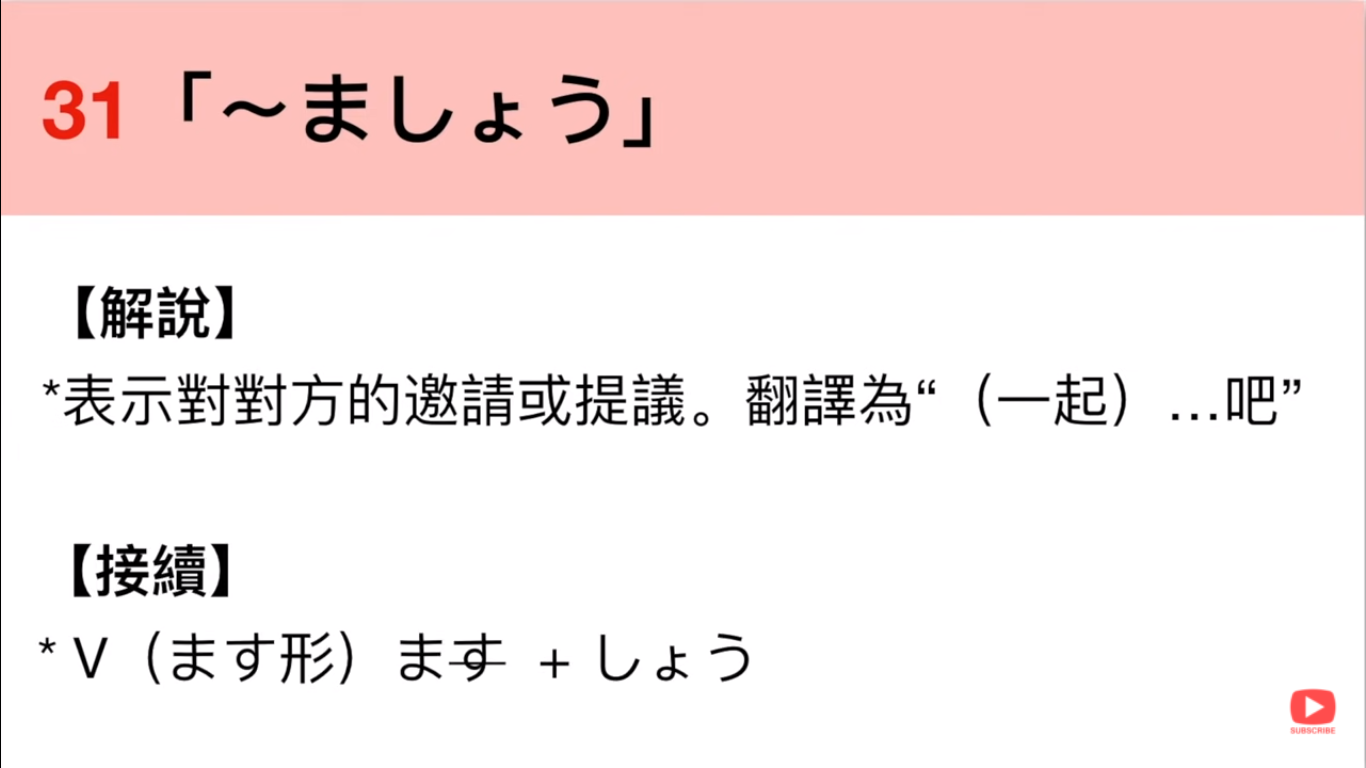 31「～ましょう」
【解說】
*表示對對方的邀請或提議。翻譯為“（一起）…吧”
【接續】
* V（ます形）ます + しょう
SUBSCRIBE